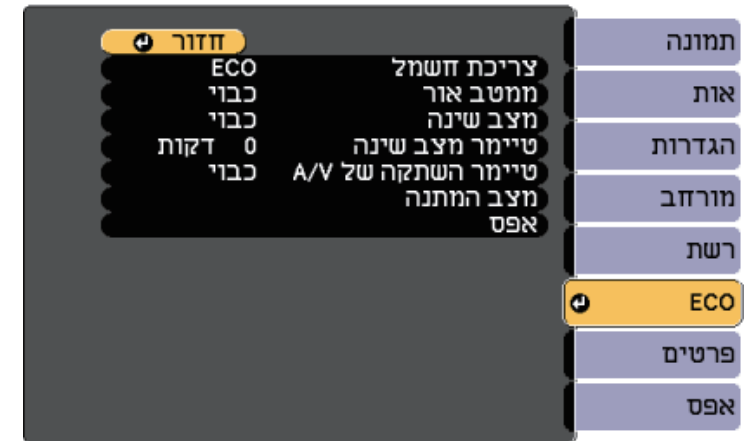 תמונה
אות
הגדרות
מורחב
רשת
ECO
פרטים
אפס
חזור
צריכת חשמל ECO
ממטב אור כבוי
מצב שינה כבוי
טיימר מצב שינה 0 דקות
טיימר השתקה של A/V כבוי
מצב המתנה
אפס